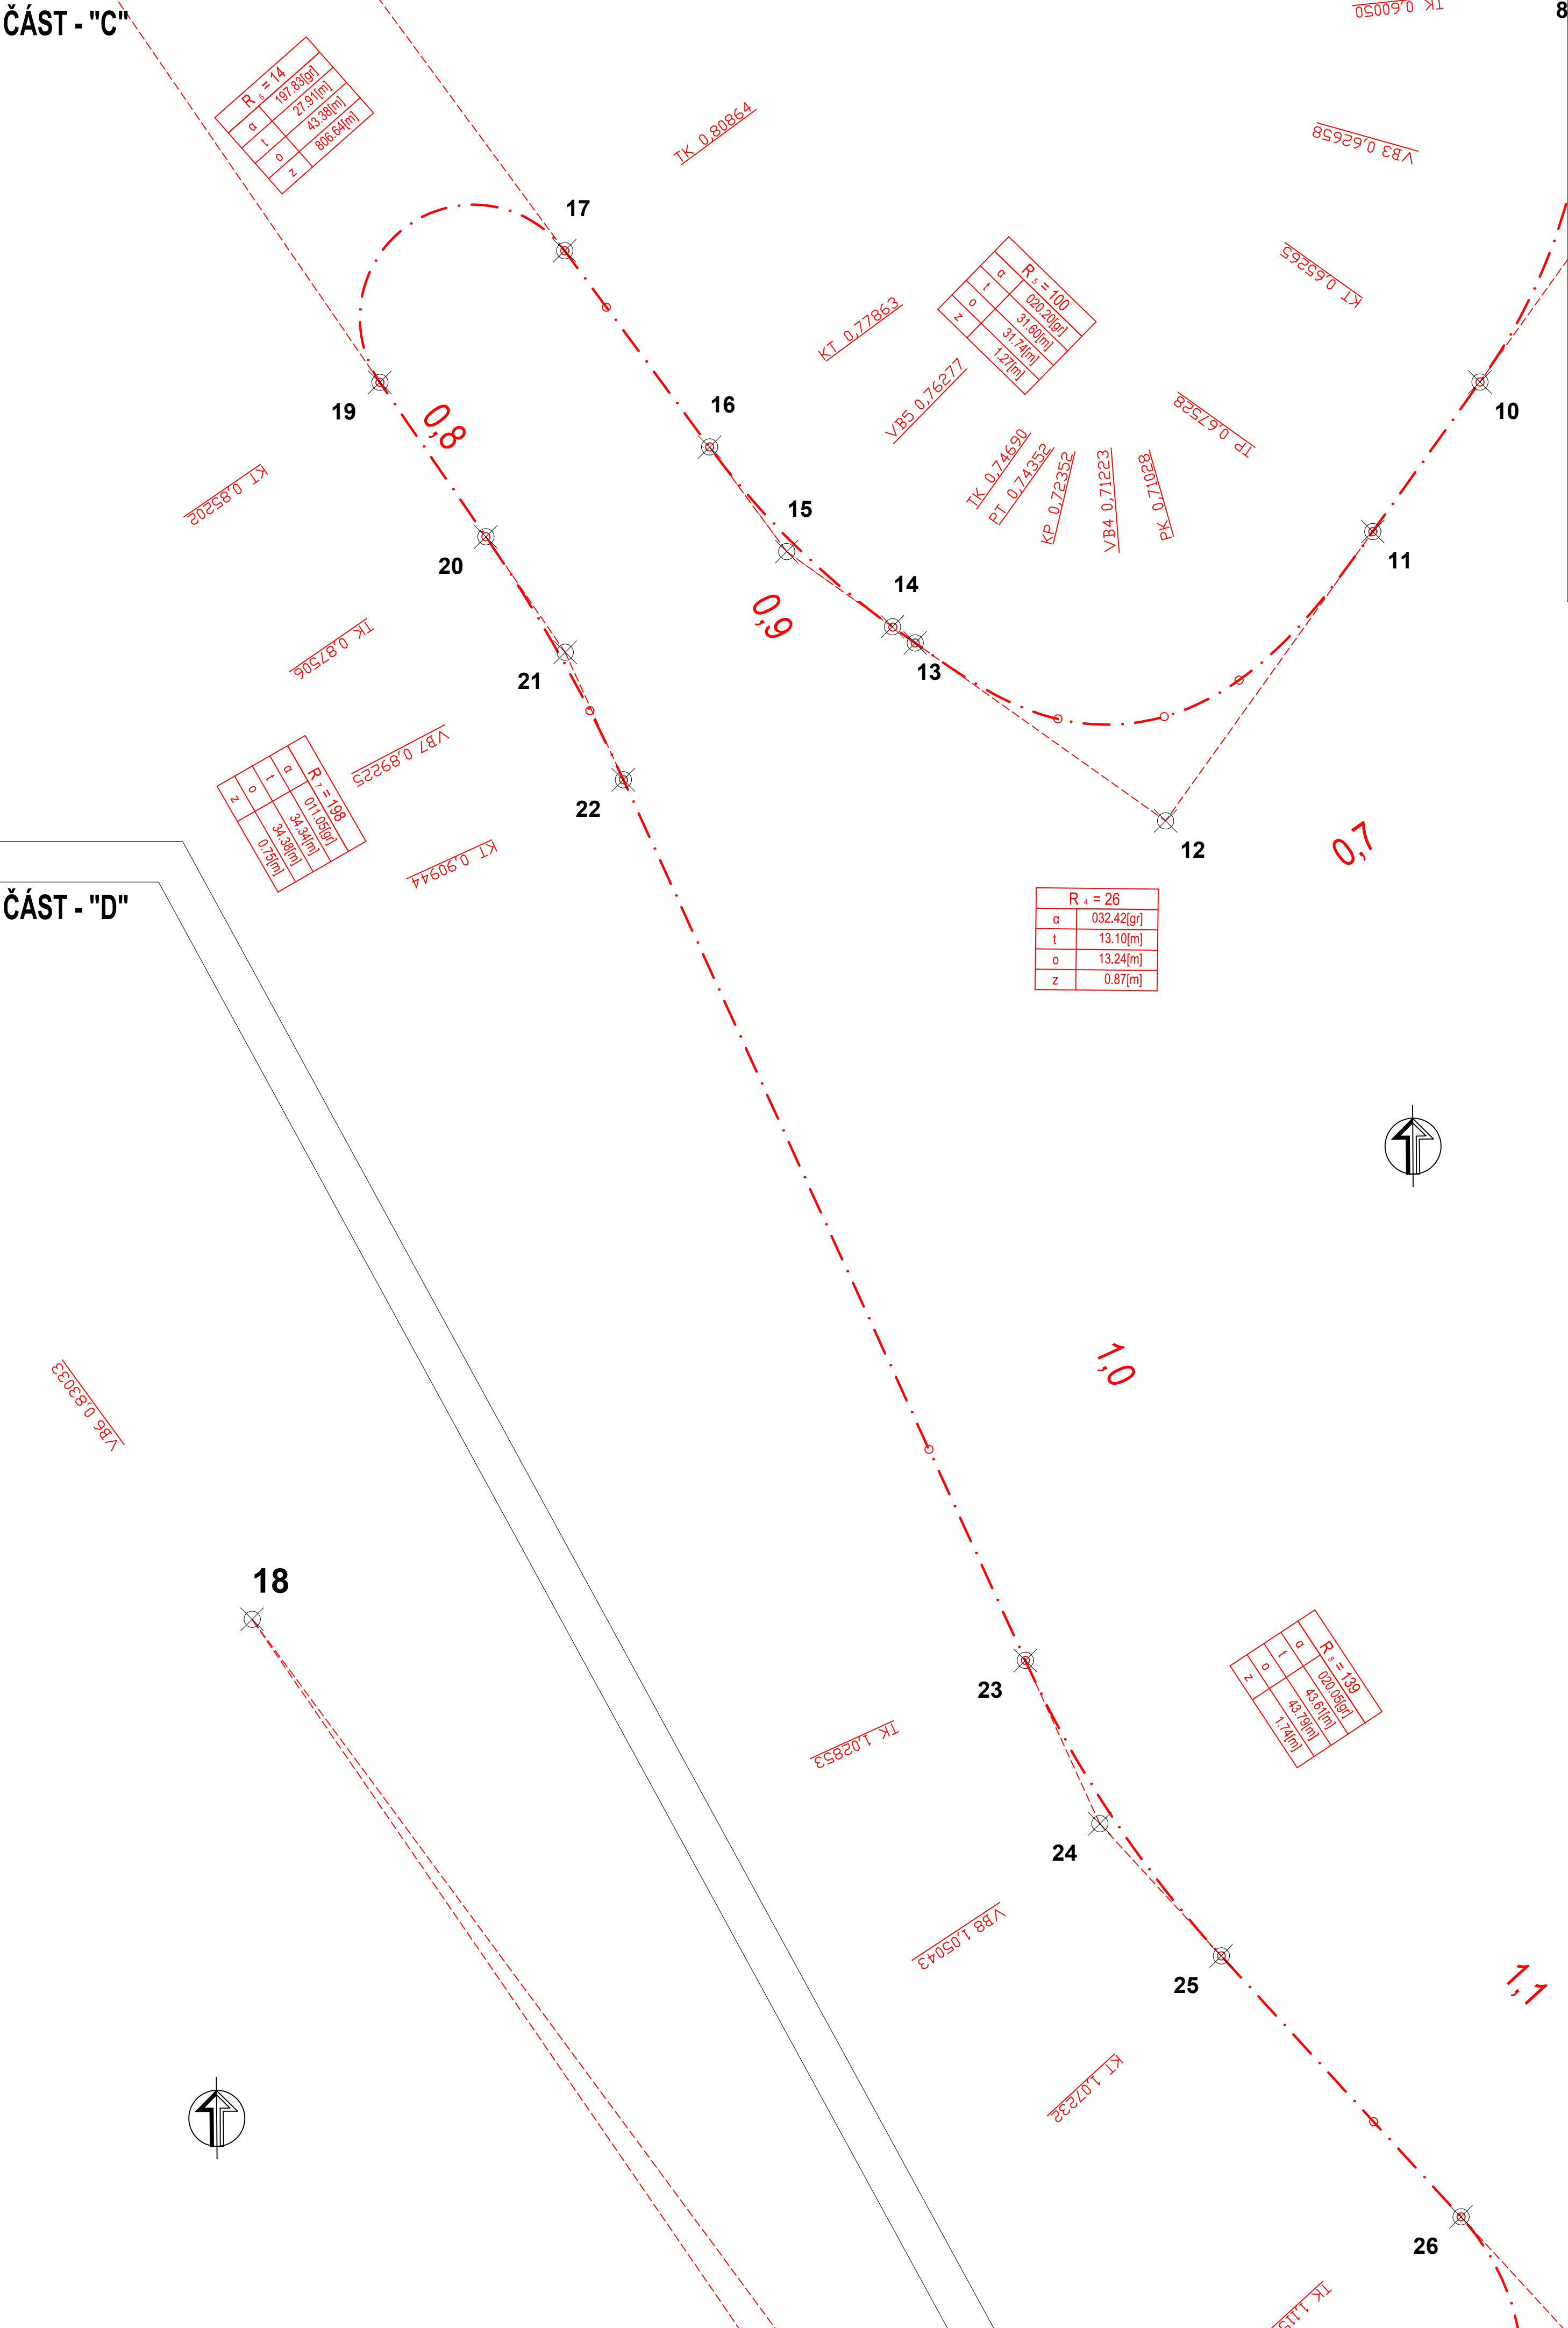 ČÁST - "C"
TK 0,60050
8
R 6 = 14
α 197.83[gr]
t 27.91[m]
o 43.38[m]
z 806.64[m]
TK 0,80864
VB3 0,62658
17
R 5 = 100
α 020.20[gr]
t 31.60[m]
o 31.74[m]
z 1.27[m]
KT 0,65265
KT 0,77863
VB5 0,76277
TK 0,74690
PT 0,74352
KP 0,72352
VB4 0,71223
PK 0,71028
TP 0,67528
10
19
0,8
16
KT 0,85202
15
20
11
14
0,9
13
TK 0,87506
21
VB7 0,89225
R 7 = 198
α 011.05[gr]
t 34.34[m]
o 34.38[m]
z 0.75[m]
22
12
0,7
KT 0,90944
ČÁST - "D"
R 4 = 26
α 032.42[gr]
t 13.10[m]
o 13.24[m]
z 0.87[m]
1,0
VB6 0,83033
18
23
R 8 = 139
α 020.05[gr]
t 43.61[m]
o 43.79[m]
z 1.74[m]
TK 1,02853
24
VB8 1,05043
25
1,1
KT 1,07232
26